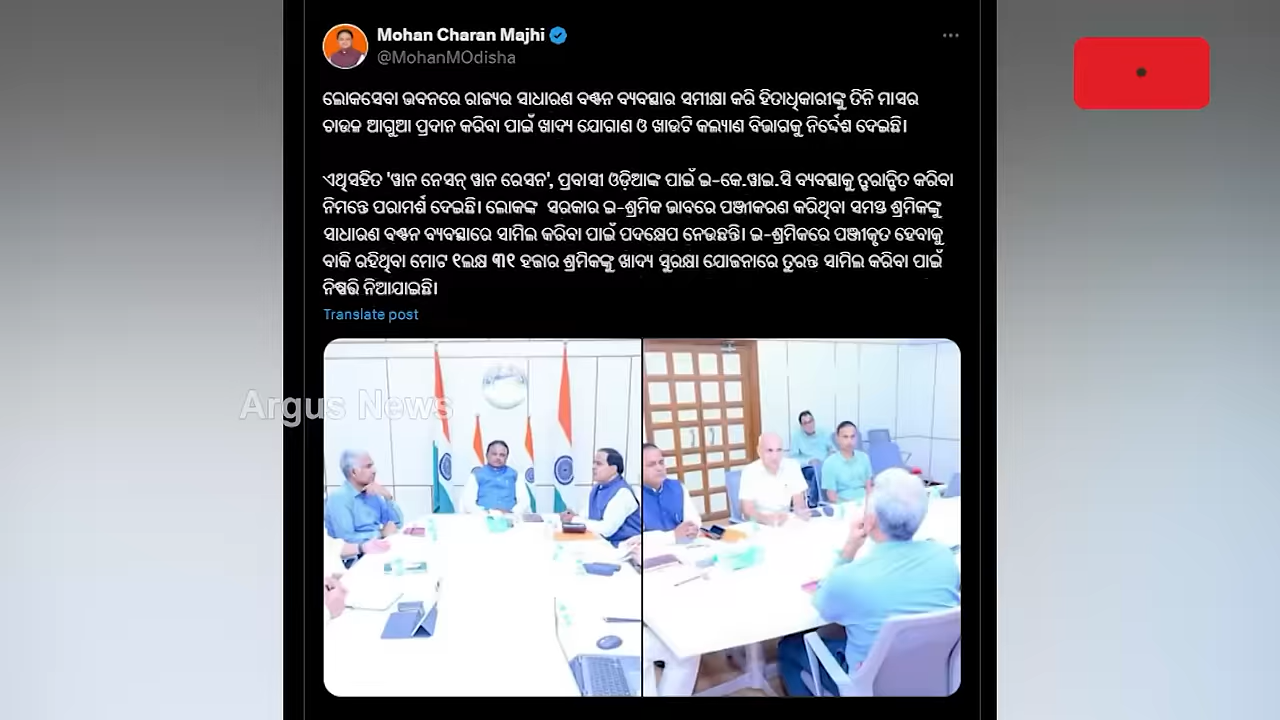 Mohan Charan Majhi
@MohanMOdisha
ଲୋକସେବା ଭବନରେ ରାଜ୍ୟର ସାଧାରଣ ବଣ୍ଟନ ବ୍ୟବସ୍ଥାର ସମୀକ୍ଷା କରି ହିତାଧିକାରୀଙ୍କୁ ତିନି ମାସର
ଚାଉଳ ଆଗୁଆ ପ୍ରଦାନ କରିବା ପାଇଁ ଖାଦ୍ୟ ଯୋଗାଣ ଓ ଖାଉଟି କଲ୍ୟାଣ ବିଭାଗକୁ ନିର୍ଦ୍ଦେଶ ଦେଇଛି।
ଏଥିସହିତ 'ୱାନ ନେସନ୍ ୱାନ ରେସନ', ପ୍ରବାସୀ ଓଡ଼ିଆଙ୍କ ପାଇଁ ଇ-କେ.ୱାଇ.ସି ବ୍ୟବସ୍ଥାକୁ ତ୍ୱରାନ୍ବିତ କରିବା
ନିମନ୍ତେ ପରାମର୍ଶ ଦେଇଛି। ଲୋକଙ୍କ ସରକାର ଇ-ଶ୍ରମିକ ଭାବରେ ପଞ୍ଜୀକରଣ କରିଥିବା ସମସ୍ତ ଶ୍ରମିକଙ୍କୁ
ସାଧାରଣ ବଣ୍ଟନ ବ୍ୟବସ୍ଥାରେ ସାମିଲ କରିବା ପାଇଁ ପଦକ୍ଷେପ ନେଉଛନ୍ତି। ଇ-ଶ୍ରମିକରେ ପଞ୍ଜୀକୃତ ହେବାକୁ
ବାକି ରହିଥିବା ମୋଟ ୧ଲକ୍ଷ ୩୧ ହଜାର ଶ୍ରମିକଙ୍କୁ ଖାଦ୍ୟ ସୁରକ୍ଷା ଯୋଜନାରେ ତୁରନ୍ତ ସାମିଲ କରିବା ପାଇଁ
ନିଷ୍ପତ୍ତି ନିଆଯାଇଛି।
Translate post
Argus News